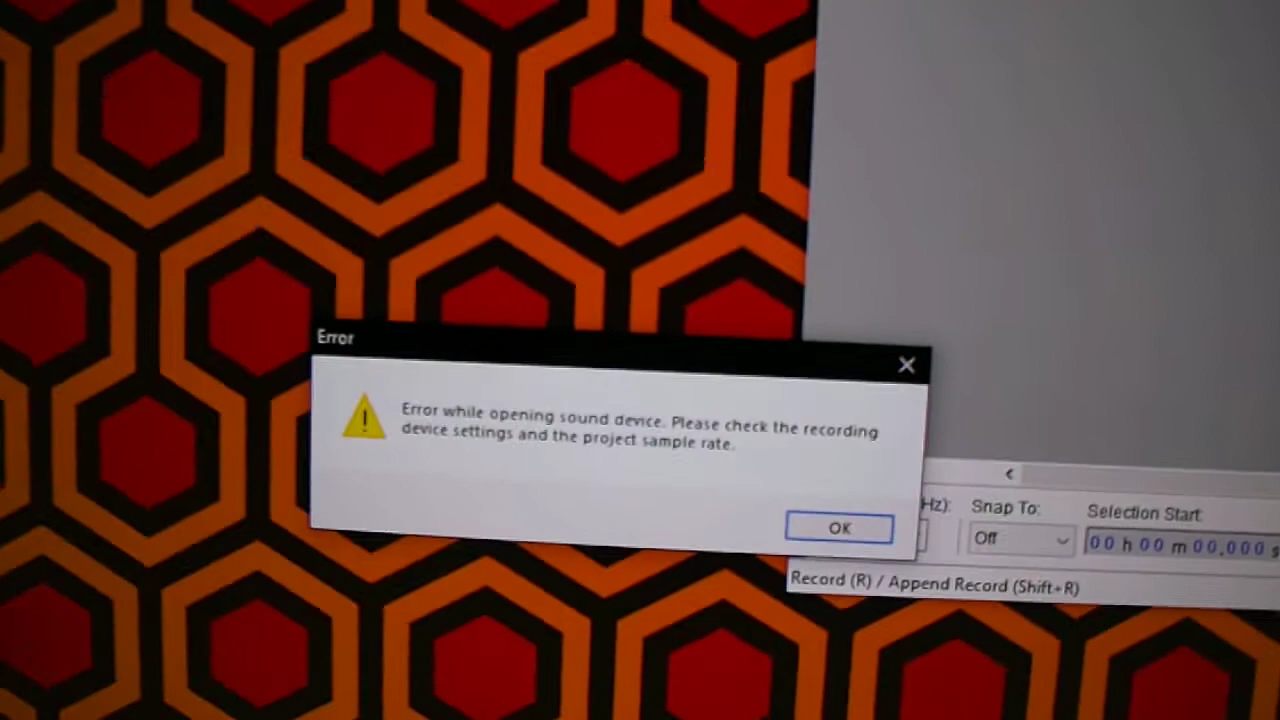 Error
Error while opening sound device. Please check the recording
device settings and the project sample rate.
OK
Hz):
Snap To:
Selection Start:
Off
00 h 00 m 00,000 s
Record (R) / Append Record (Shift+R)